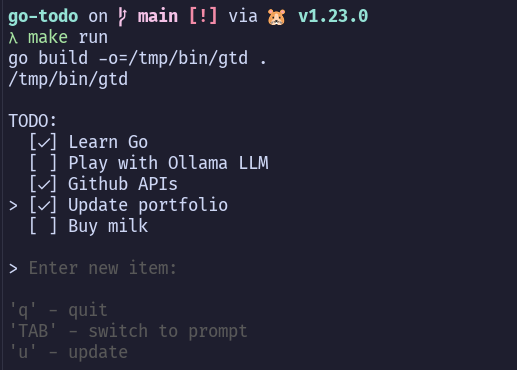 go-todo on main [!] via 🐹 v1.23.0
λ make run
go build -o=/tmp/bin/gtd .
/tmp/bin/gtd
TODO:
[✓] Learn Go
[ ] Play with Ollama LLM
[✓] Github APIs
> [✓] Update portfolio
[ ] Buy milk
> Enter new item:
'q' - quit
'TAB' - switch to prompt
'u' - update